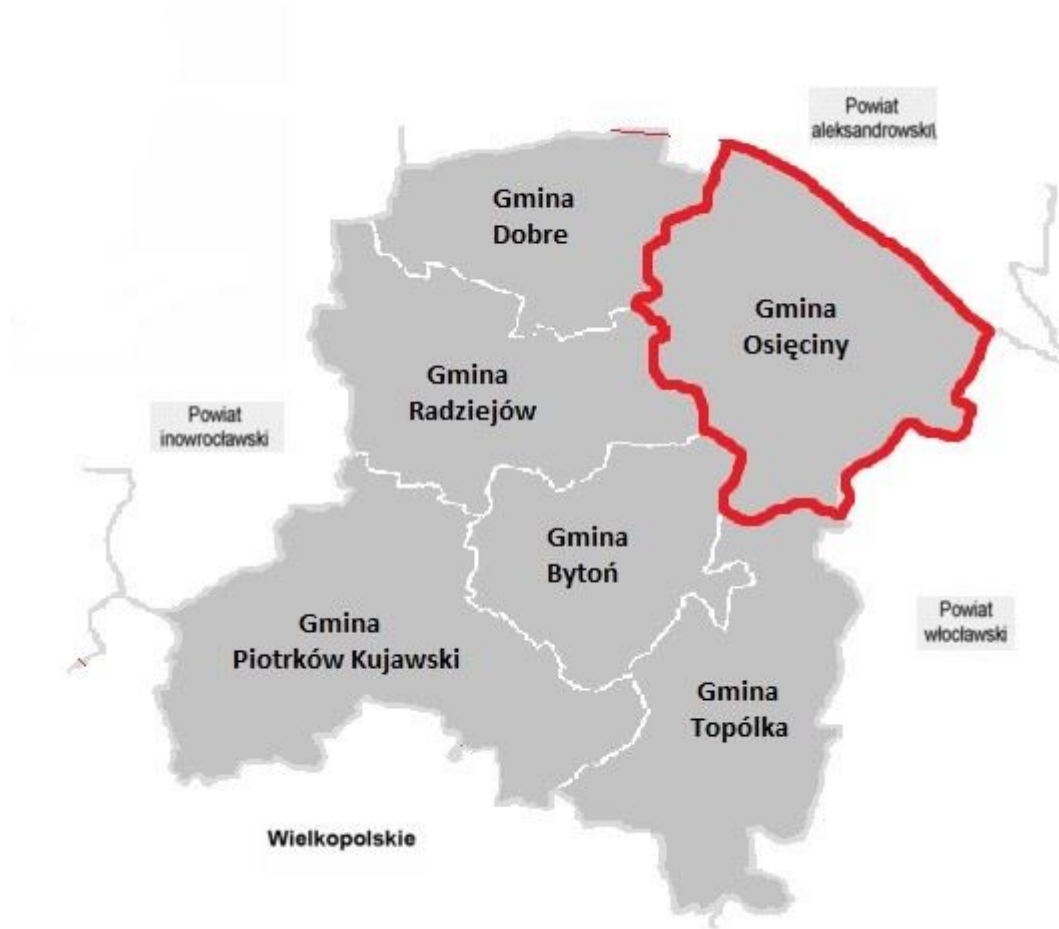 Powiat
aleksandrowski
Gmina
Dobre
Gmina
Osięciny
Gmina
Radziejów
Powiat
inowrocławski
Gmina
Bytoń
Powiat
włocławski
Gmina
Piotrków Kujawski
Gmina
Topólka
Wielkopolskie